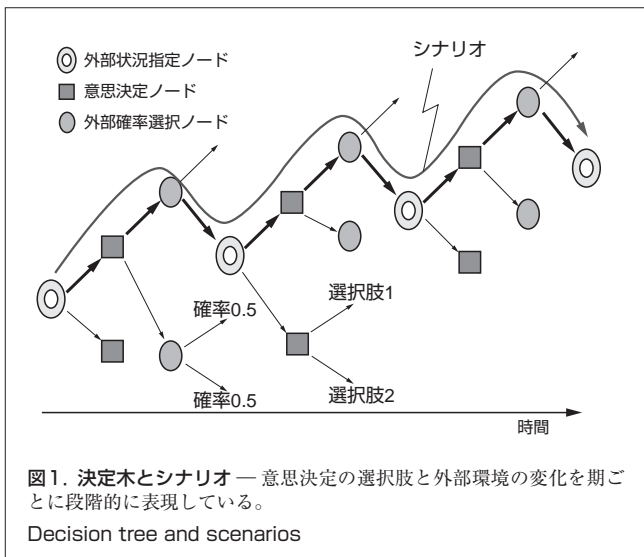 外部状況指定ノード
意思決定ノード
外部確率選択ノード
シナリオ
確率0.5
確率0.5
選択肢1
選択肢2
時間
図1. 決定木とシナリオ — 意思決定の選択肢と外部環境の変化を期ご
とに段階的に表現している。
Decision tree and scenarios